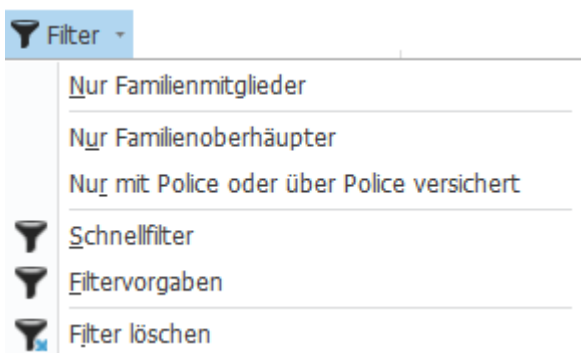 Filter
Nur Familienmitglieder
Nur Familienoberhäupter
Nur mit Police oder über Police versichert
Schnellfilter
Filtervorgaben
Filter löschen